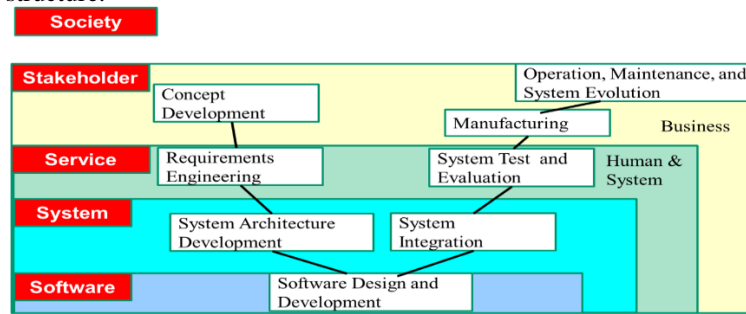 structure.
Society
Stakeholder
Operation, Maintenance, and
System Evolution
Concept
Development
Manufacturing
Business
Service
Requirements
Engineering
System Test and
Evaluation
Human &
System
System
System Architecture
Development
System
Integration
Software
Software Design and
Development